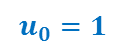 u₀ = 1